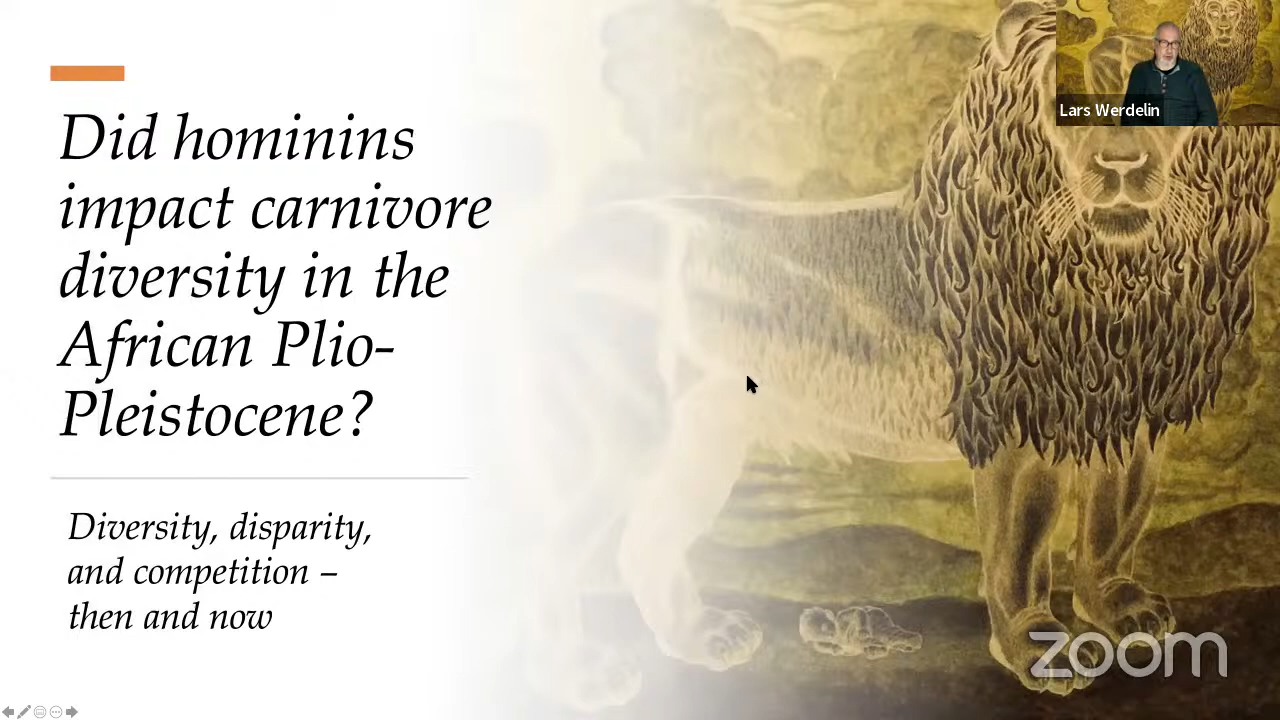 Did hominins
impact carnivore
diversity in the
African Plio-
Pleistocene?
Diversity, disparity,
and competition –
then and now
Lars Werdelin
zoom